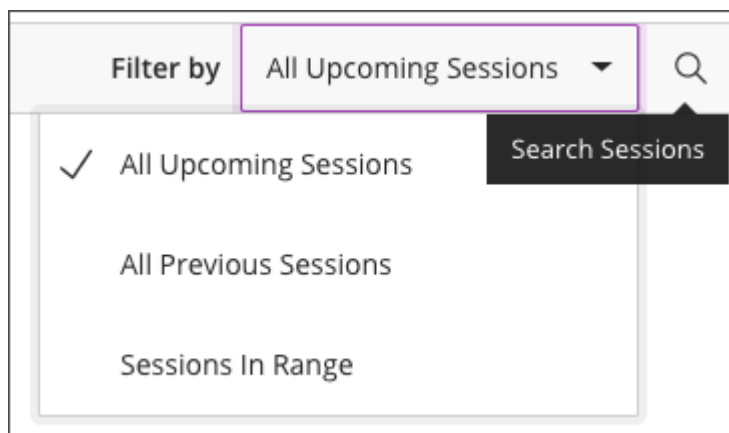 Filter by All Upcoming Sessions
Search Sessions
All Upcoming Sessions
All Previous Sessions
Sessions In Range